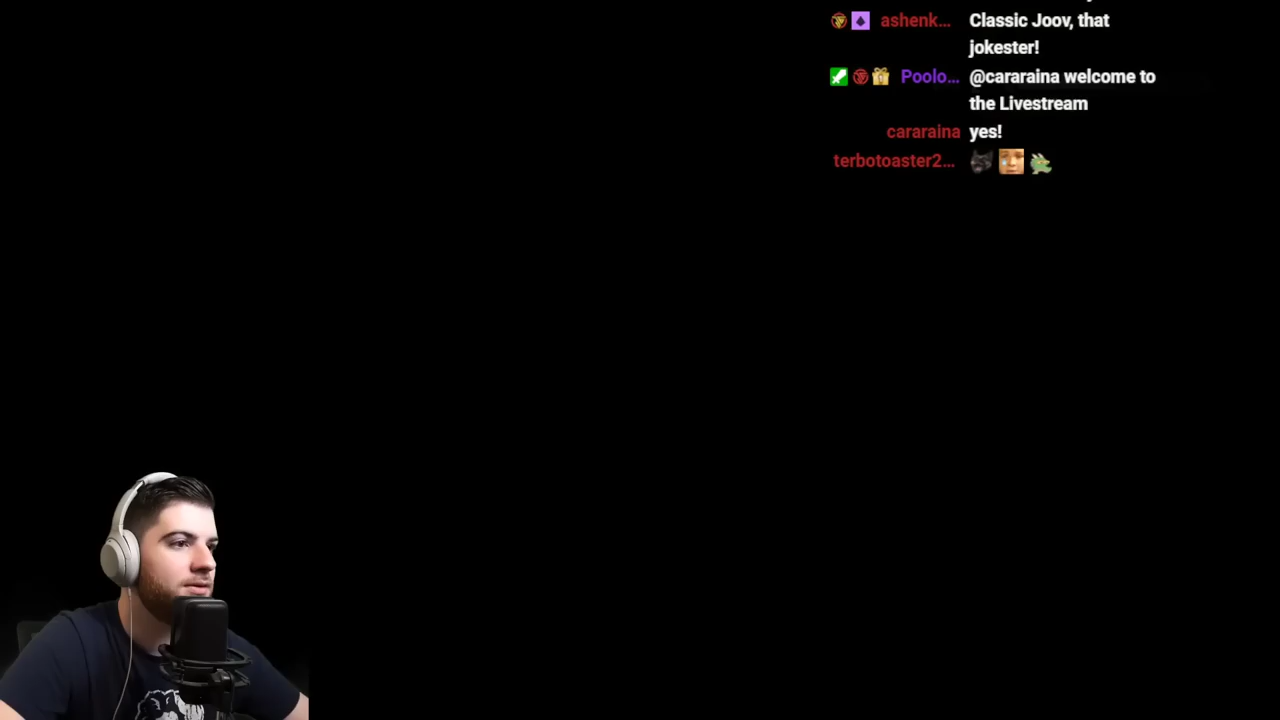 ashenk... Classic Joov, that
jokester!
Poolo... @cararaina welcome to
the Livestream
cararaina yes!
terbotoaster2...